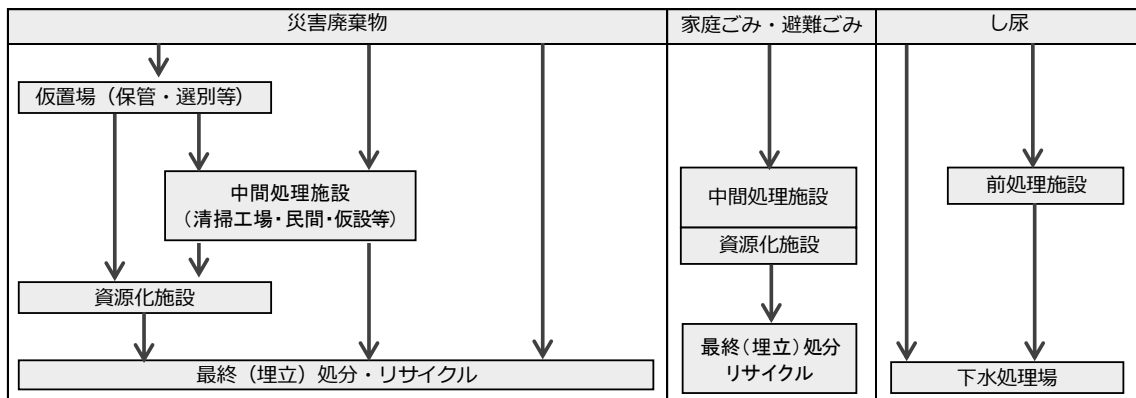 災害廃棄物
仮置場（保管・選別等）
中間処理施設
（清掃工場・民間・仮設等）
資源化施設
最終（埋立）処分・リサイクル
家庭ごみ・避難ごみ
中間処理施設
資源化施設
最終（埋立）処分
リサイクル
し尿
前処理施設
下水処理場